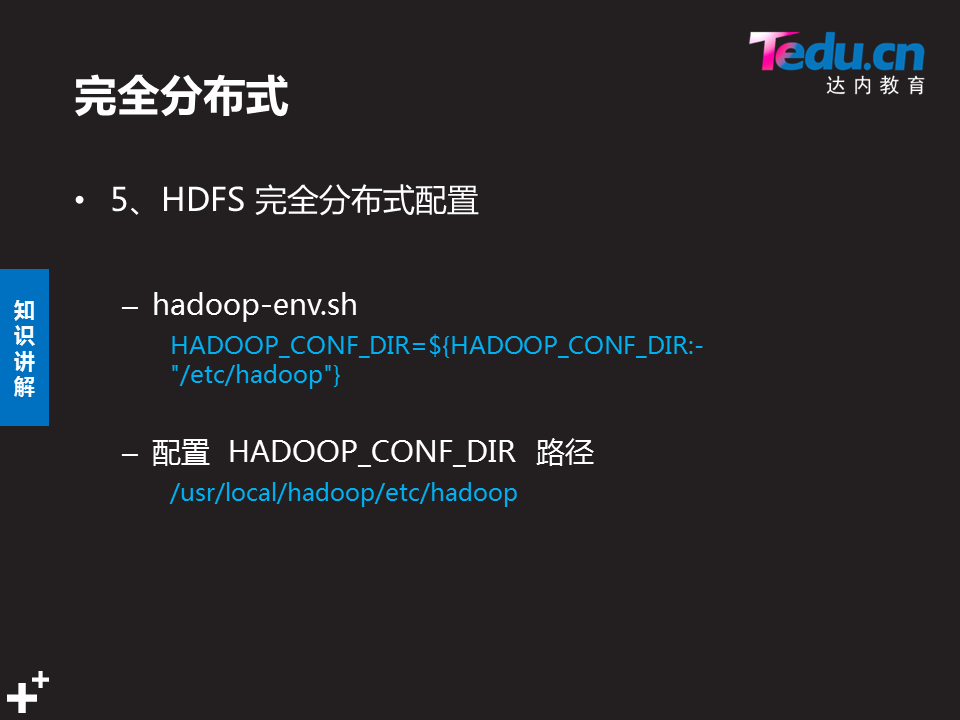 Tedu.cn
达内教育
完全分布式
• 5、HDFS 完全分布式配置
知
识
讲
解
– hadoop-env.sh
HADOOP_CONF_DIR=${HADOOP_CONF_DIR:-
"/etc/hadoop"}
– 配置 HADOOP_CONF_DIR 路径
/usr/local/hadoop/etc/hadoop